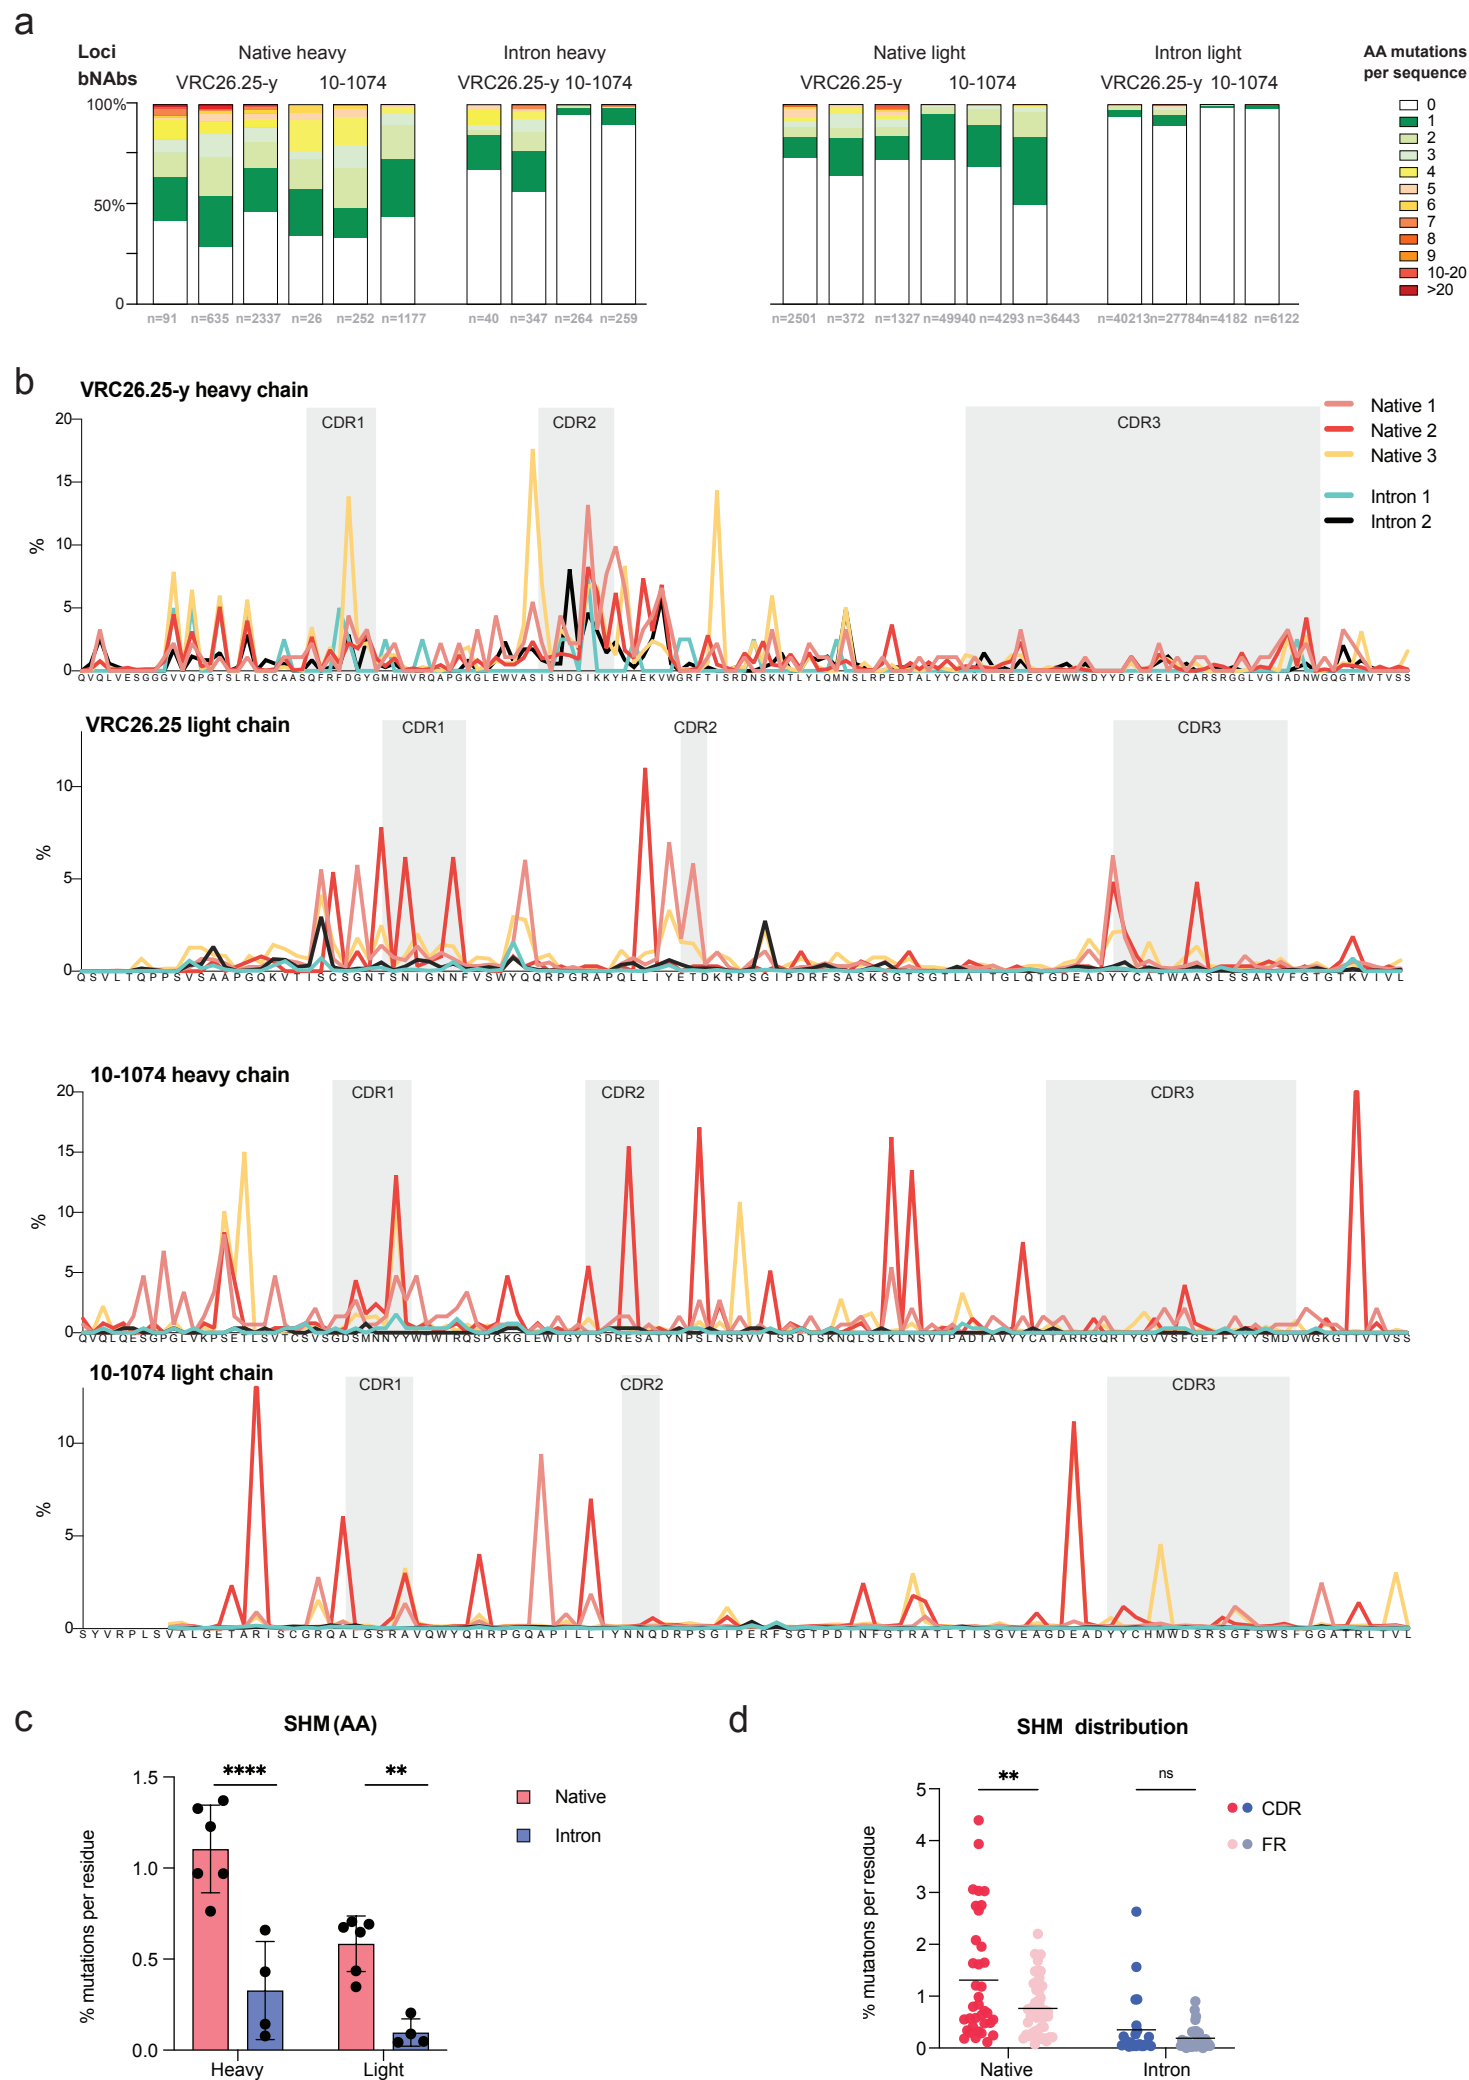 a
Loci
bNAbs
Native heavy
Intron heavy
Native light
Intron light
VRC26.25-y 10-1074
VRC26.25-y 10-1074
VRC26.25-y 10-1074
VRC26.25-y 10-1074
AA mutations
per sequence
100%
50%
0
0
1
2
3
4
5
6
7
8
9
10-20
>20
n=91 n=635 n=2337 n=26 n=252 n=1177
n=40 n=347 n=264 n=259
n=2501 n=372 n=1327 n=49940 n=4293 n=36443
n=40213 n=27784 n=4182 n=6122
b
VRC26.25-y heavy chain
CDR1
CDR2
CDR3
Native 1
Native 2
Native 3
Intron 1
Intron 2
20
15
10
5
0
%
QVQLVESGGGVVQPGTSLRLSCAASQFRFDGYGMHWVRQAPGKGLEWVASISHDGIKKYHAEKVWGRFTISRDNSKNTLYLQMNSLRPEDTALYYCAKDLREDECVEWWSDYYDFGKELPCARSRGGLVGIADNWGQGTMVTVSS
VRC26.25 light chain
CDR1
CDR2
CDR3
10
5
0
%
QSVLTQPPSVSAAPGQKVTISCSGNTSNIGNNFVSWYQQRPGRAPQLLIYETDKRPSGIPDRFSASKSGTSGTLAITGLQTGDEADYYCATWAASLSSARVFGTGTKVIVL
10-1074 heavy chain
CDR1
CDR2
CDR3
20
15
10
5
0
%
QVQLQESGPGLVKPSETLSVTCSVSGDSMNNYYWTWIRQSPGKGLEWIGYISDRESATYNPSLNSRVVISRDTSKNQLSLKLNSVTPADTAVYYCATARRGQRIYGVVSFGEFFYYYSMDVWGKGTTVTVSS
10-1074 light chain
CDR1
CDR2
CDR3
10
5
0
%
SYVRPLSVALGETARISCGRQALGSRAVQWYQHRPGQAPILLIYNNQDRPSGIPERFSGTPDINFGTRATLTISGVEAGDEADYYCHMWDSRSGFSWSFGGATRLTVL
c
SHM (AA)
****
**
1.5
1.0
0.5
0.0
% mutations per residue
Heavy
Light
Native
Intron
d
SHM distribution
**
ns
5
4
3
2
1
0
% mutations per residue
Native
Intron
CDR
FR